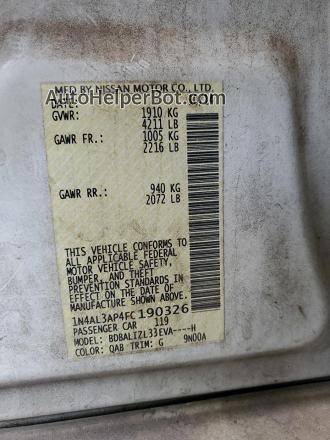 MFD BY NISSAN MOTOR CO., LTD.
AutoHelperBot.com
DATE:
GVWR: 1910 KG
4211 LB
GAWR FR.: 1005 KG
2216 LB
GAWR RR.: 940 KG
2072 LB
THIS VEHICLE CONFORMS TO
ALL APPLICABLE FEDERAL
MOTOR VEHICLE SAFETY,
BUMPER, AND THEFT
PREVENTION STANDARDS
IN EFFECT ON THE DATE OF
MANUFACTURE SHOWN ABOVE.
1N4AL3AP4FC190326
PASSENGER CAR 119
MODEL: BDBALIZL33EVA----H
COLOR: QAB TRIM: G 9N00A